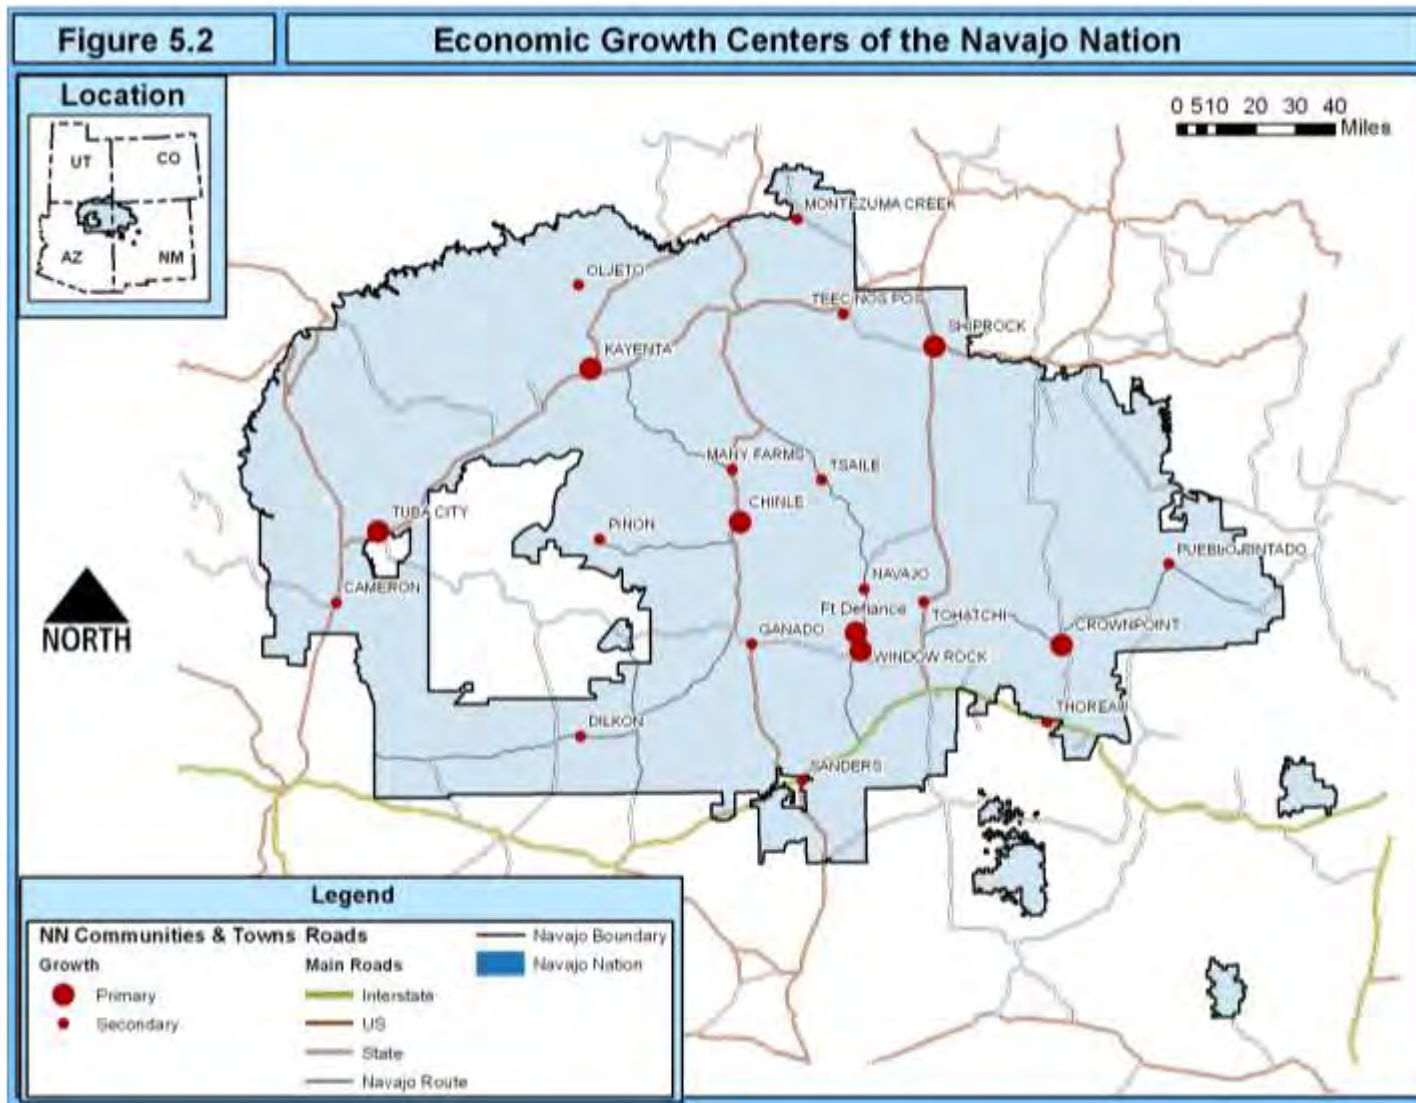 Figure 5.2
Economic Growth Centers of the Navajo Nation
Location
UT
CO
AZ
NM
0 5 10 20 30 40
Miles
MONTEZUMA CREEK
OLJETO
TEEC NOS POS
SHIPROCK
KAYENTA
MANY FARMS
TSAILE
CHINLE
TUBA CITY
PINON
PUEBLO PINTADO
NAVAJO
CAMERON
Ft Defiance
TOHATCHI
GANADO
CROWNPOINT
WINDOW ROCK
NORTH
THOREAU
DILKON
SANDERS
Legend
NN Communities & Towns
Growth
Primary
Secondary
Roads
Main Roads
Interstate
US
State
Navajo Route
Navajo Boundary
Navajo Nation